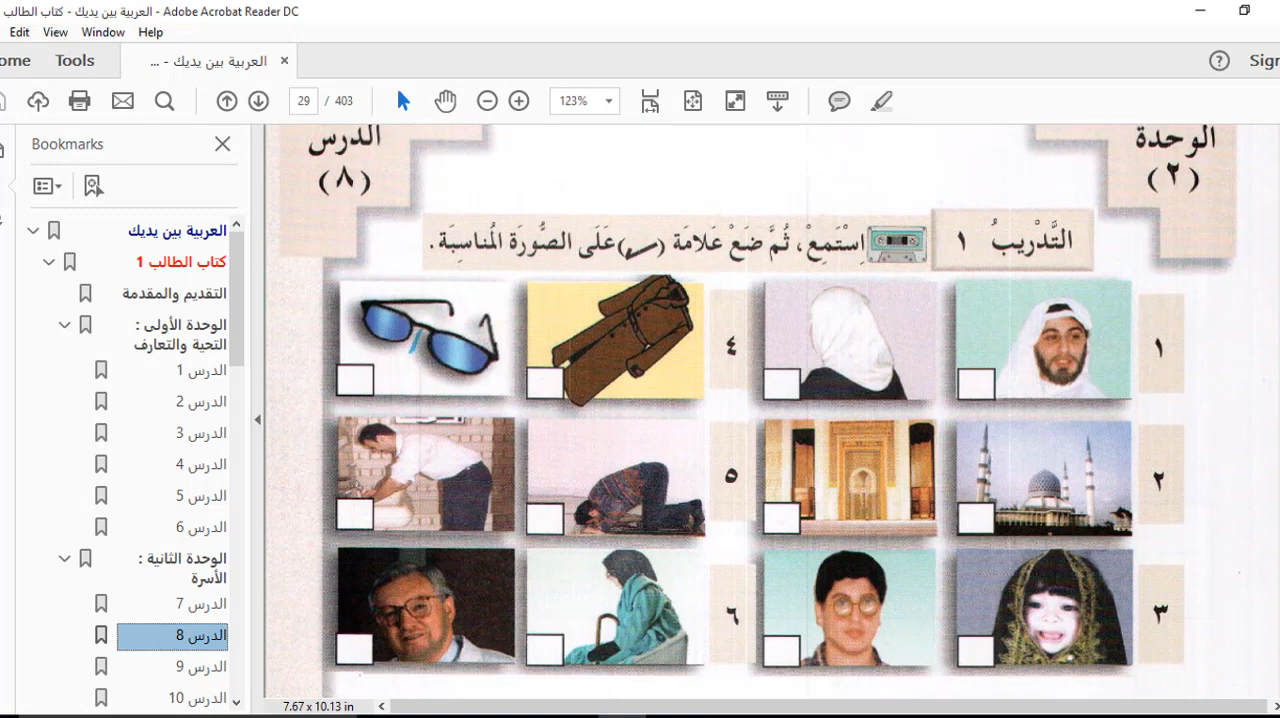 العربية بين يديك - كتاب الطالب - Adobe Acrobat Reader DC
Edit View Window Help
ome Tools العربية بين يديك - ... × ? Sign
29 / 403 123%
Bookmarks
العربية بين يديك
كتاب الطالب 1
التقديم والمقدمة
الوحدة الأولى :
التحية والتعارف
الدرس 1
الدرس 2
الدرس 3
الدرس 4
الدرس 5
الدرس 6
الوحدة الثانية :
الأسرة
الدرس 7
الدرس 8
الدرس 9
الدرس 10
الوحدة
(٢)
الدرس
(٨)
التَّدْرِيبُ ١
اِسْتَمِعْ، ثُمَّ ضَعْ عَلَامَة (✓) عَلَى الصُّورَة المُناسِبَة .
١
٤
٢
٥
٣
٦
7.67 x 10.13 in